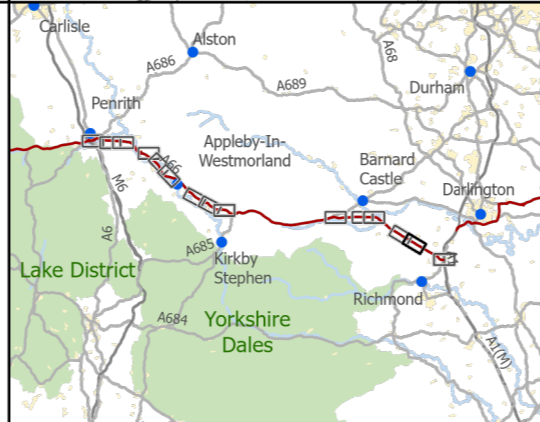 Carlisle
Alston
A68
A686
A689
Durham
Penrith
Appleby-In-
Westmorland
A66
Barnard
Castle
Darlington
M6
A6
A685
Lake District
Kirkby
Stephen
Richmond
A684
Yorkshire
Dales
A1(M)